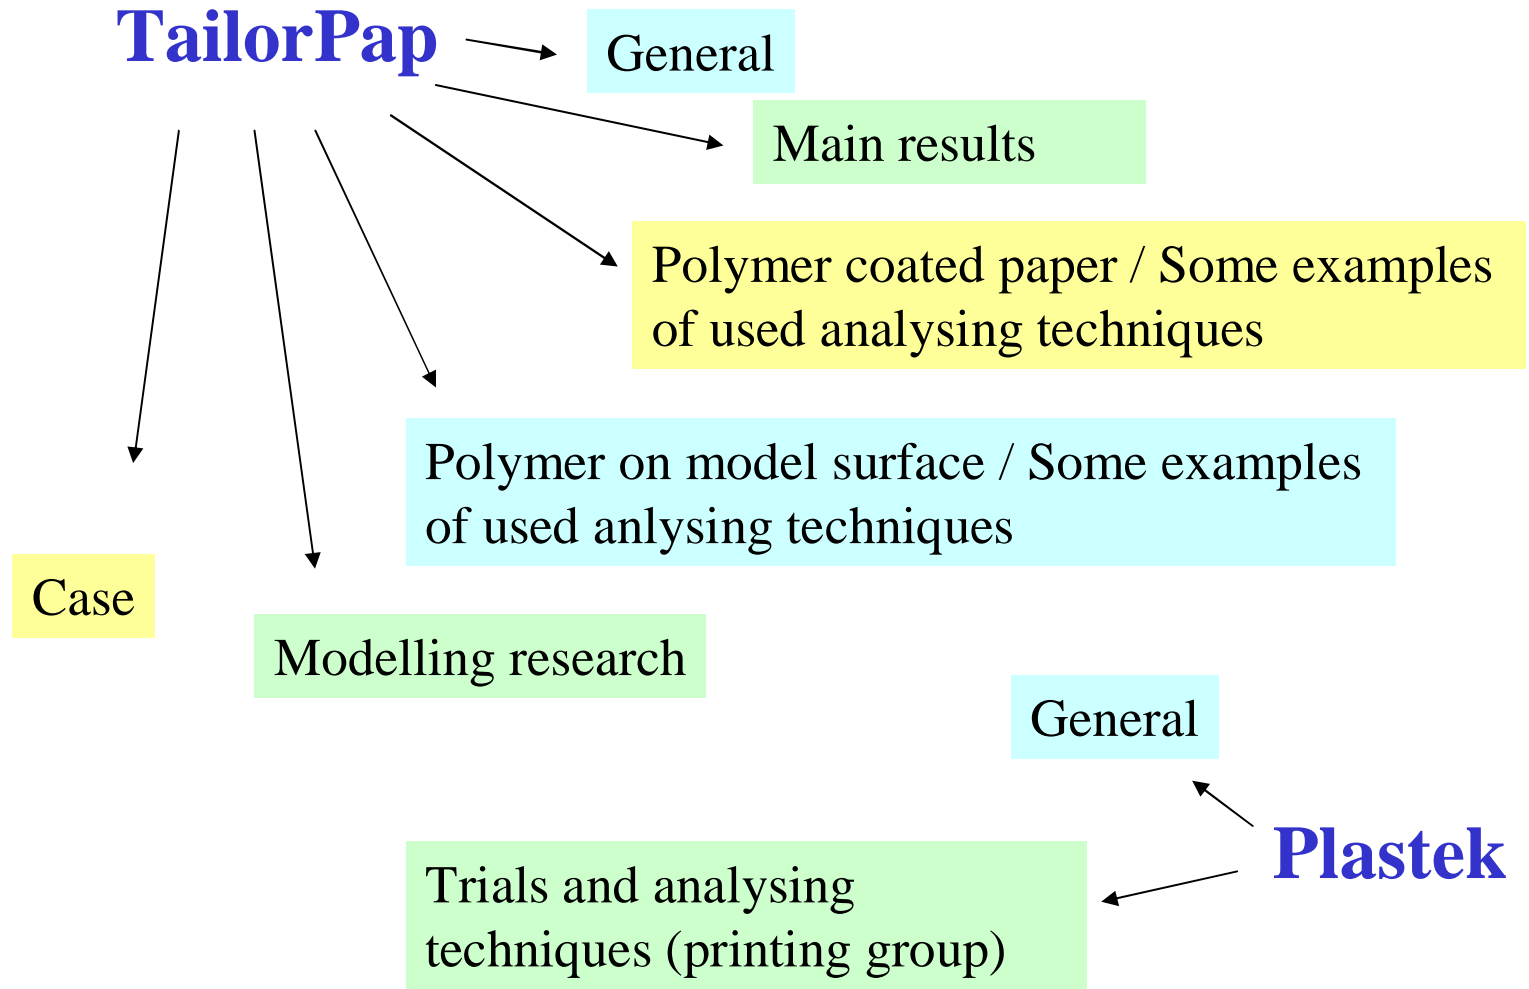 TailorPap
General
Main results
Polymer coated paper / Some examples
of used analysing techniques
Polymer on model surface / Some examples
of used anlysing techniques
Case
Modelling research
General
Plastek
Trials and analysing
techniques (printing group)